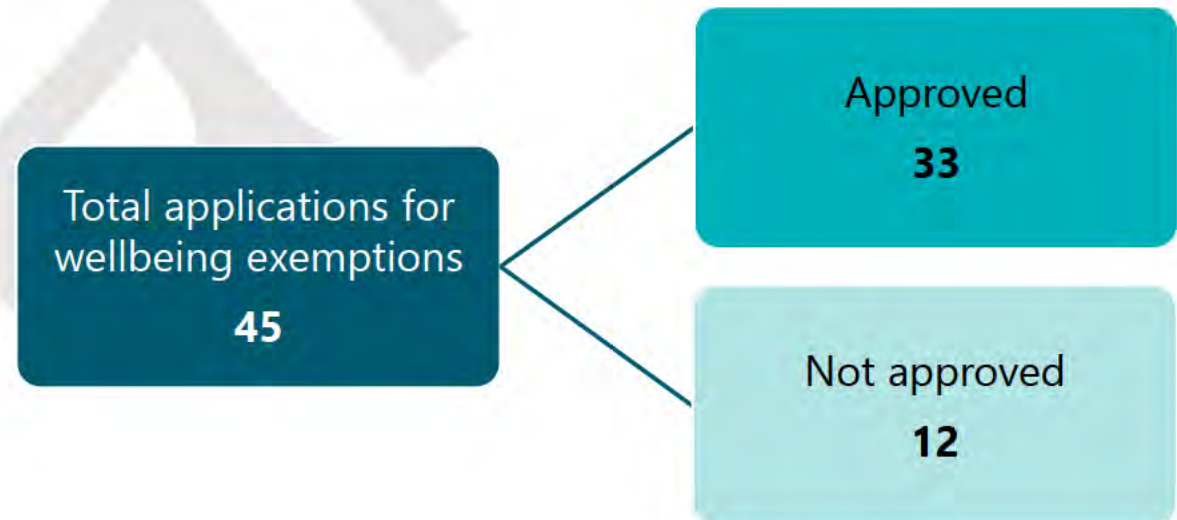 Approved
33
Total applications for
wellbeing exemptions
45
Not approved
12